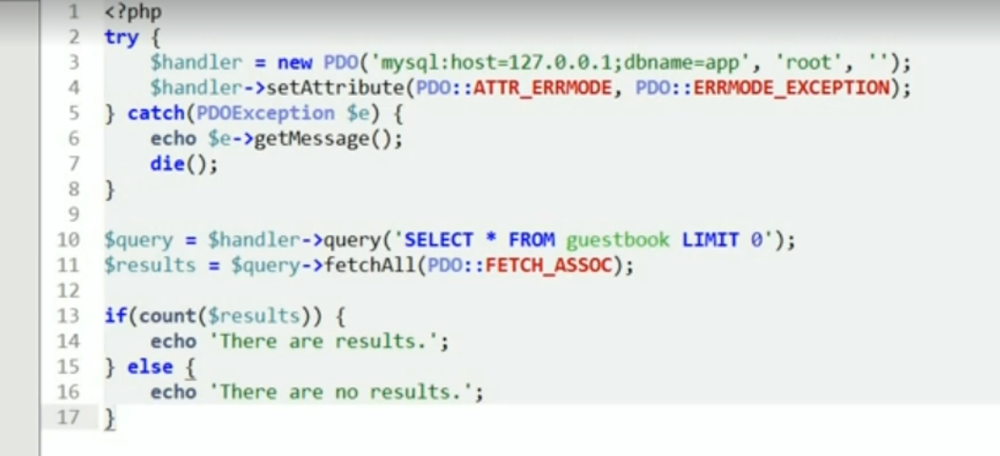 1 <?php
2 try {
3 $handler = new PDO('mysql:host=127.0.0.1;dbname=app', 'root', '');
4 $handler->setAttribute(PDO::ATTR_ERRMODE, PDO::ERRMODE_EXCEPTION);
5 } catch(PDOException $e) {
6 echo $e->getMessage();
7 die();
8 }
9
10 $query = $handler->query('SELECT * FROM guestbook LIMIT 0');
11 $results = $query->fetchAll(PDO::FETCH_ASSOC);
12
13 if(count($results)) {
14 echo 'There are results.';
15 } else {
16 echo 'There are no results.';
17 }